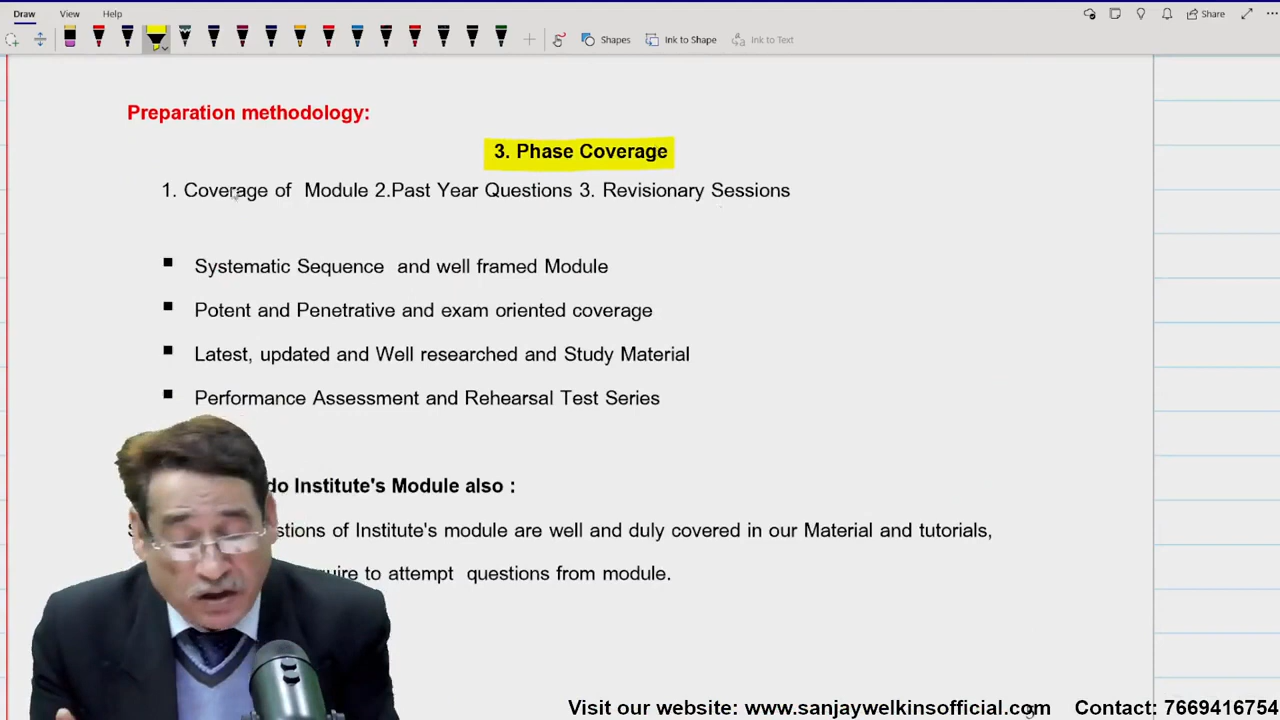 Draw View Help Share
Shapes Ink to Shape Ink to Text
Preparation methodology:
3. Phase Coverage
1. Coverage of Module 2.Past Year Questions 3. Revisionary Sessions
Systematic Sequence and well framed Module
Potent and Penetrative and exam oriented coverage
Latest, updated and Well researched and Study Material
Performance Assessment and Rehearsal Test Series
do Institute's Module also :
of Institute's module are well and duly covered in our Material and tutorials,
to attempt questions from module.
Visit our website: www.sanjaywelkinsofficial.com Contact: 7669416754